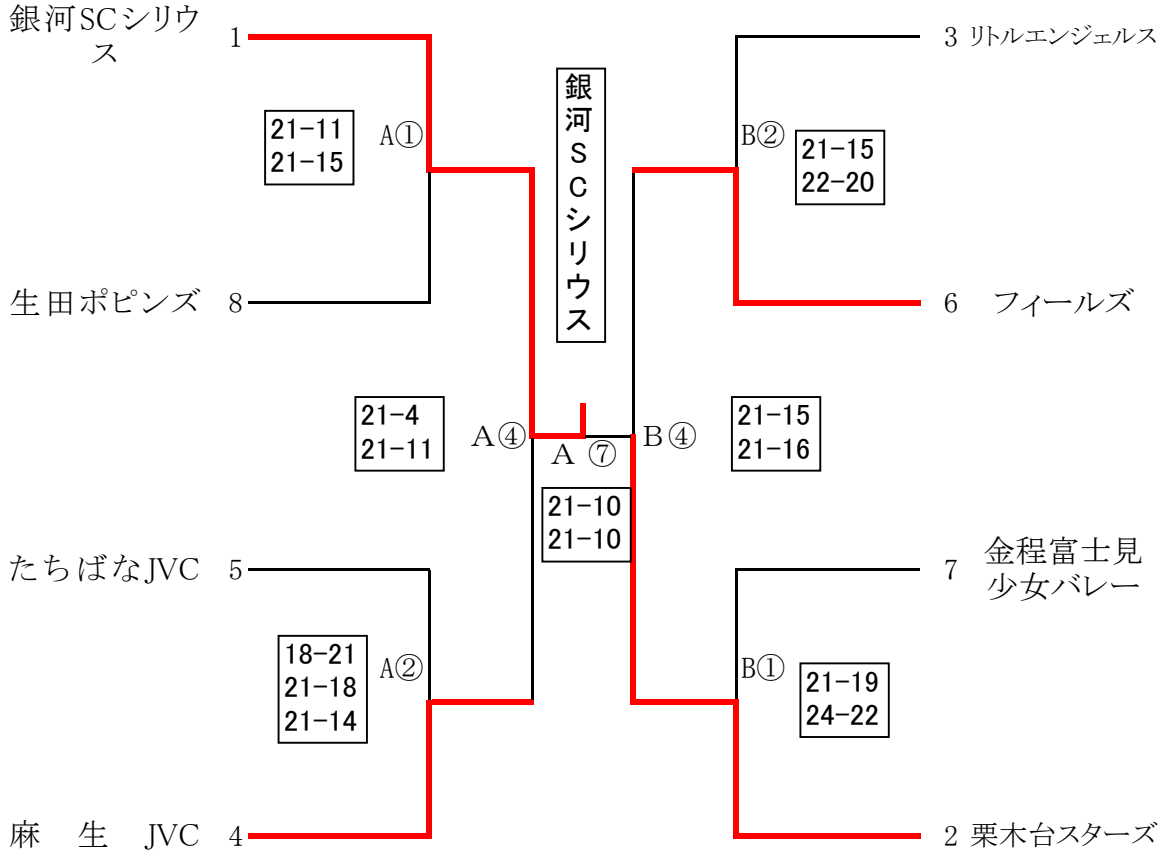 銀河SCシリウ
ス
1
3 リトルエンジェルス
銀河SCシリウス
21-11
21-15
A①
B②
21-15
22-20
生田ポピンズ 8
6 フィールズ
21-4
21-11
A④
A ⑦
B④
21-15
21-16
21-10
21-10
たちばなJVC 5
7
金程富士見
少女バレー
18-21
21-18
21-14
A②
B①
21-19
24-22
麻 生 JVC 4
2 栗木台スターズ